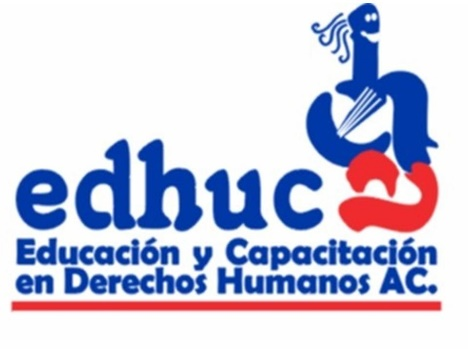 edhuc
Educación y Capacitación
en Derechos Humanos AC.